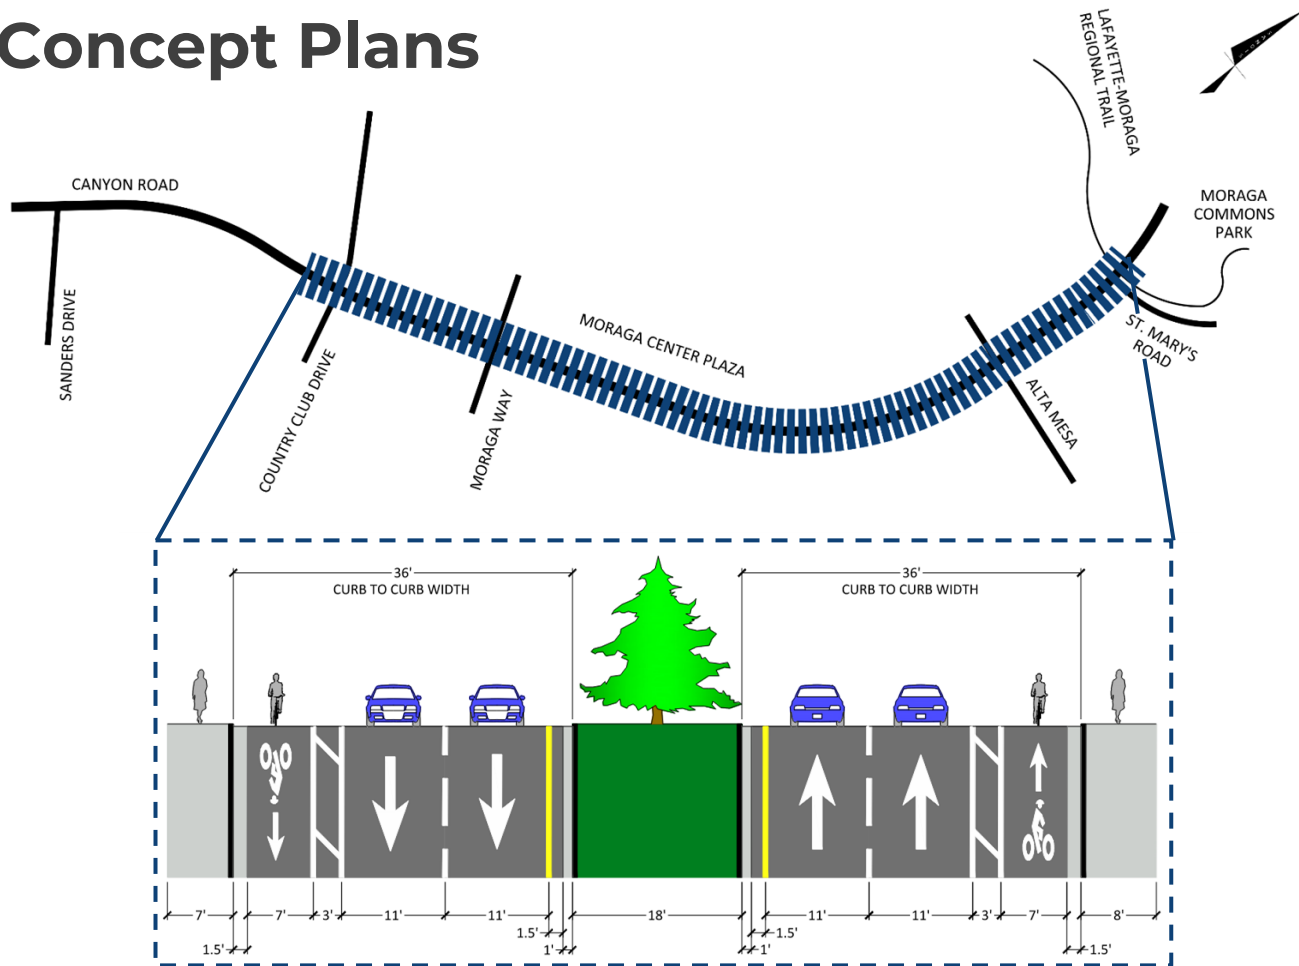 Concept Plans
LAFAYETTE-MORAGA
REGIONAL TRAIL
CANYON ROAD
MORAGA
COMMONS
PARK
SANDERS DRIVE
COUNTRY CLUB DRIVE
MORAGA WAY
MORAGA CENTER PLAZA
ALTA MESA
ST. MARY'S
ROAD
36'
CURB TO CURB WIDTH
36'
CURB TO CURB WIDTH
7'
7'
3'
11'
11'
18'
11'
11'
3'
7'
8'
1.5'
1.5'
1.5'
1'
1'
1.5'